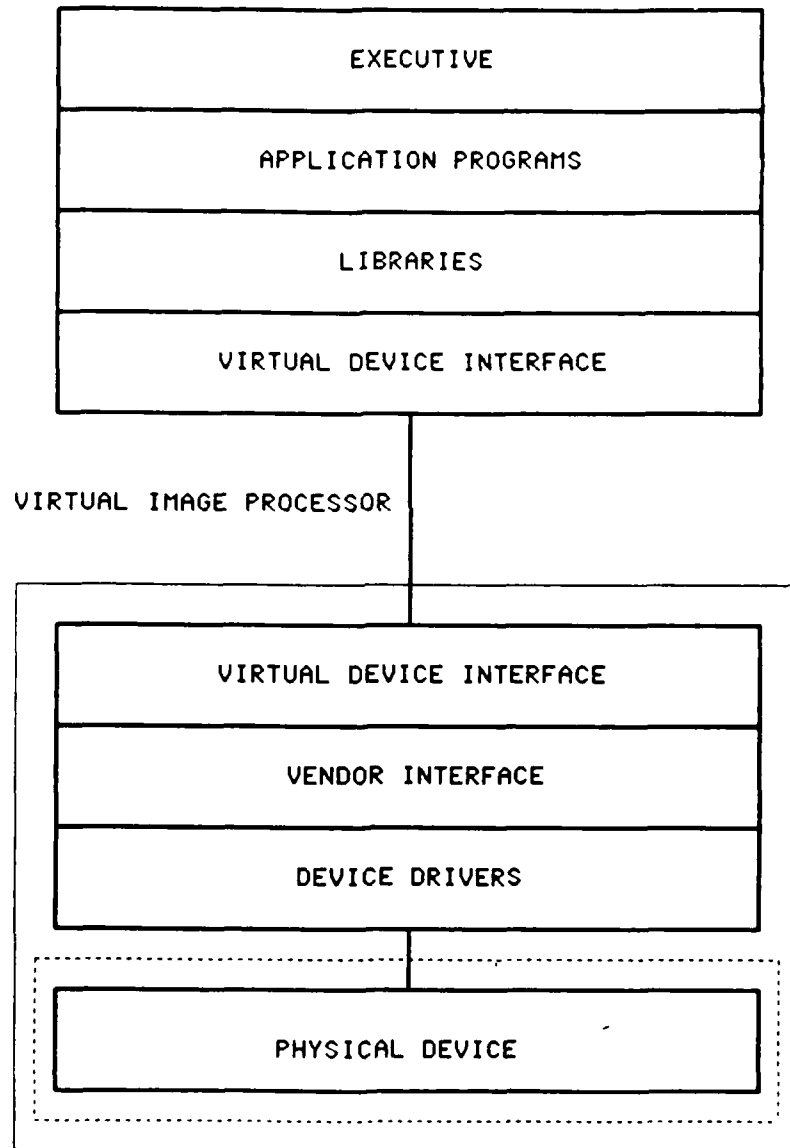 EXECUTIVE
APPLICATION PROGRAMS
LIBRARIES
VIRTUAL DEVICE INTERFACE
VIRTUAL IMAGE PROCESSOR
VIRTUAL DEVICE INTERFACE
VENDOR INTERFACE
DEVICE DRIVERS
PHYSICAL DEVICE